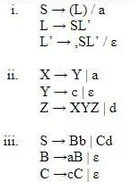 i. S → (L) / a
L → SL'
L' → ,SL' / ε
ii. X → Y | a
Y → c | ε
Z → XYZ | d
iii. S → Bb | Cd
B → aB | ε
C → cC | ε